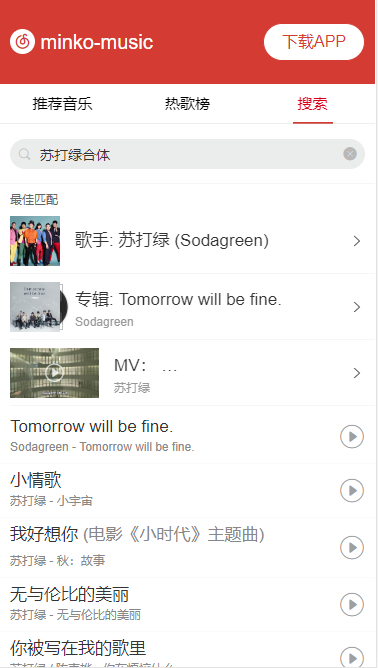 minko-music
下载APP
推荐音乐
热歌榜
搜索
苏打绿合体
最佳匹配
歌手: 苏打绿 (Sodagreen)
专辑: Tomorrow will be fine.
Sodagreen
MV: …
苏打绿
Tomorrow will be fine.
Sodagreen - Tomorrow will be fine.
小情歌
苏打绿 - 小宇宙
我好想你 (电影《小时代》主题曲)
苏打绿 - 秋：故事
无与伦比的美丽
苏打绿 - 无与伦比的美丽
你被写在我的歌里